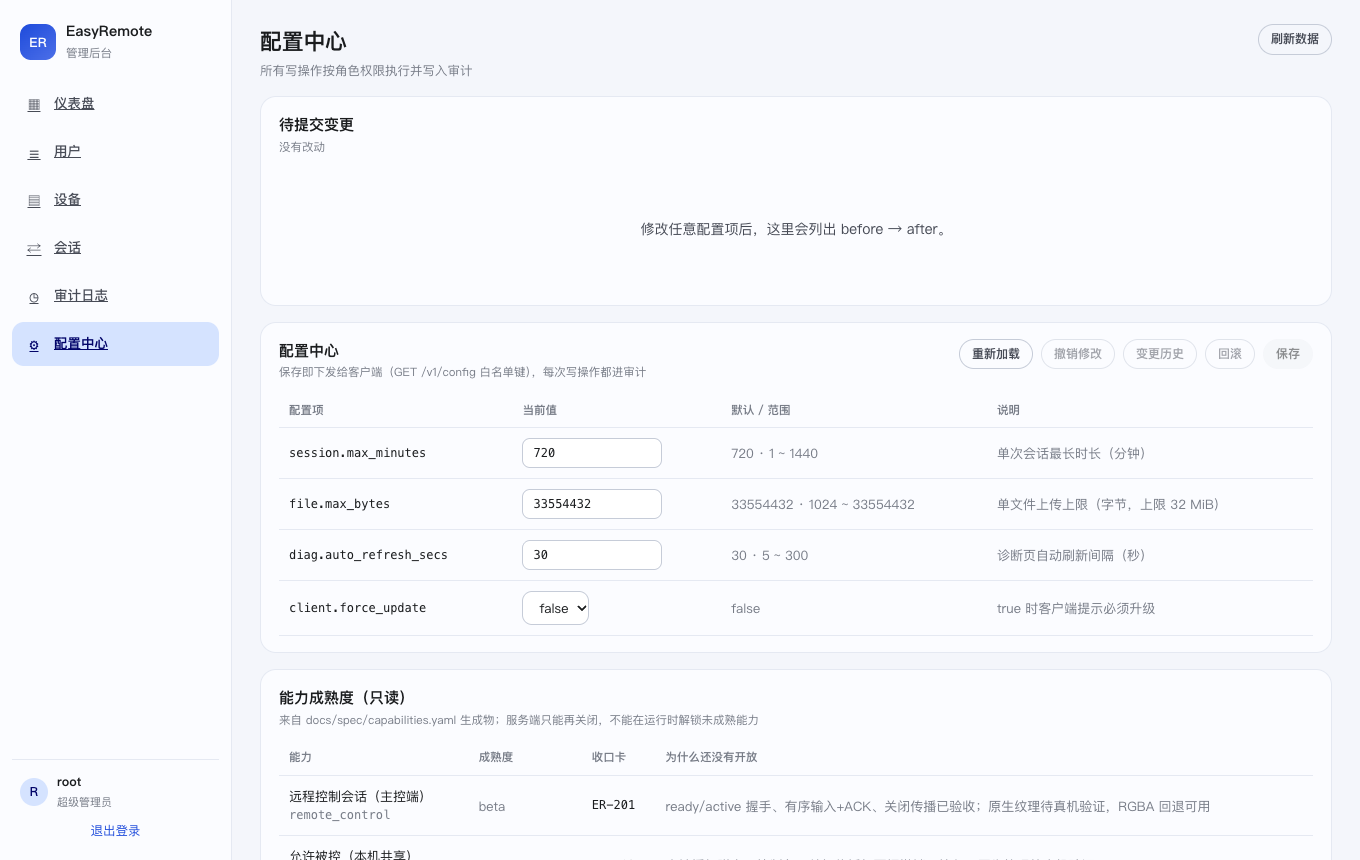 ER
EasyRemote
管理后台
仪表盘
用户
设备
会话
审计日志
配置中心
R
root
超级管理员
退出登录
配置中心
所有写操作按角色权限执行并写入审计
刷新数据
待提交变更
没有改动
修改任意配置项后，这里会列出 before → after。
配置中心
保存即下发给客户端（GET /v1/config 白名单键），每次写操作都进审计
重新加载 撤销修改 变更历史 回滚 保存
配置项 当前值 默认 / 范围 说明
session.max_minutes 720 720 · 1 ~ 1440 单次会话最长时长（分钟）
file.max_bytes 33554432 33554432 · 1024 ~ 33554432 单文件上传上限（字节，上限 32 MiB）
diag.auto_refresh_secs 30 30 · 5 ~ 300 诊断页自动刷新间隔（秒）
client.force_update false false true 时客户端提示必须升级
能力成熟度（只读）
来自 docs/spec/capabilities.yaml 生成物；服务端只能再关闭，不能在运行时解锁未成熟能力
能力 成熟度 收口卡 为什么还没有开放
远程控制会话（主控端）
remote_control beta ER-201 ready/active 握手、有序输入+ACK、关闭传播已验收；原生纹理待真机验证，RGBA 回退可用
允许被控（本机共享）